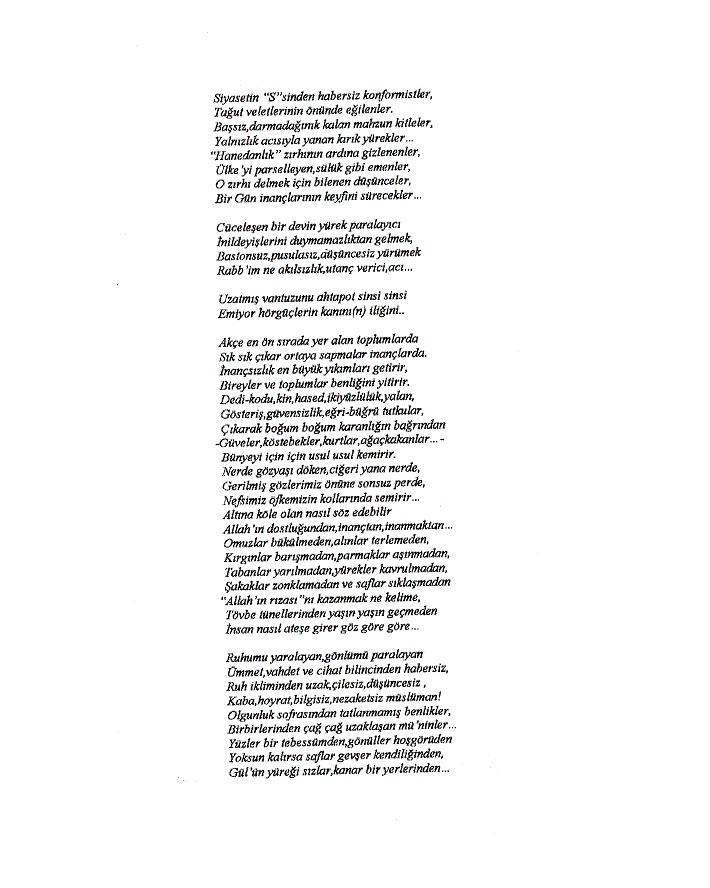 Siyasetin "S"sinden habersiz konformistler,
Tağut veletlerinin önünde eğilenler.
Başsız,darmadağınık kalan mahzun kitleler,
Yalnızlık acısıyla yanan kırık yürekler...
"Hanedanlık" zırhının ardına gizlenenler,
Ülke'yi parselleyen,sülük gibi emenler,
O zırhı delmek için bilenen düşünceler,
Bir Gün inançlarının keyfini sürecekler...
Cüceleşen bir devin yürek paralayıcı
İnildeyişlerini duymamazlıktan gelmek,
Bastonsuz,pusulasız,düşüncesiz yürümek
Rabb'im ne akılsızlık,utanç verici,acı...
Uzatmış vantuzunu ahtapot sinsi sinsi
Emiyor hörgüçlerin kanını(n) iliğini..
Akçe en ön sırada yer alan toplumlarda
Sık sık çıkar ortaya sapmalar inançlarda.
İnançsızlık en büyük yıkımları getirir,
Bireyler ve toplumlar benliğini yitirir.
Dedi-kodu,kin,hased,ikiyüzlülük,yalan,
Gösteriş,güvensizlik,eğri-büğrü tutkular,
Çıkarak boğum boğum karanlığın bağrından
-Güveler,köstebekler,kurtlar,ağaçkakanlar...-
Bünyeyi için için usul usul kemirir.
Nerde gözyaşı döken,ciğeri yana nerde,
Gerilmiş gözlerimiz önüne sonsuz perde,
Nefsimiz öfkemizin kollarında semirir...
Altına köle olan nasıl söz edebilir
Allah'ın dostluğundan,inançtan,inanmaktan...
Omuzlar bükülmeden,alınlar terlemeden,
Kırgınlar barışmadan,parmaklar aşınmadan,
Tabanlar yarılmadan,yürekler kavrulmadan,
Şakaklar zonklamadan ve saflar sıklaşmadan
"Allah'ın rızası"nı kazanmak ne kelime,
Tövbe tünellerinden yaşın yaşın geçmeden
İnsan nasıl ateşe girer göz göre göre...
Ruhumu yaralayan,gönlümü paralayan
Ümmet,vahdet ve cihat bilincinden habersiz,
Ruh ikliminden uzak,çilesiz,düşüncesiz ,
Kaba,hoyrat,bilgisiz,nezaketsiz müslüman!
Olgunluk sofrasından tatlanmamış benlikler,
Birbirlerinden çağ çağ uzaklaşan mü'ninler...
Yüzler bir tebessümden,gönüller hoşgörüden
Yoksun kalırsa saflar gevşer kendiliğinden,
Gül'ün yüreği sızlar,kanar bir yerlerinden...